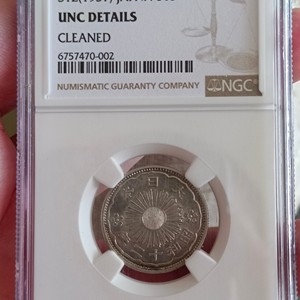 UNC DETAILS
CLEANED
6757470-002
NUMISMATIC GUARANTY COMPANY
NGC